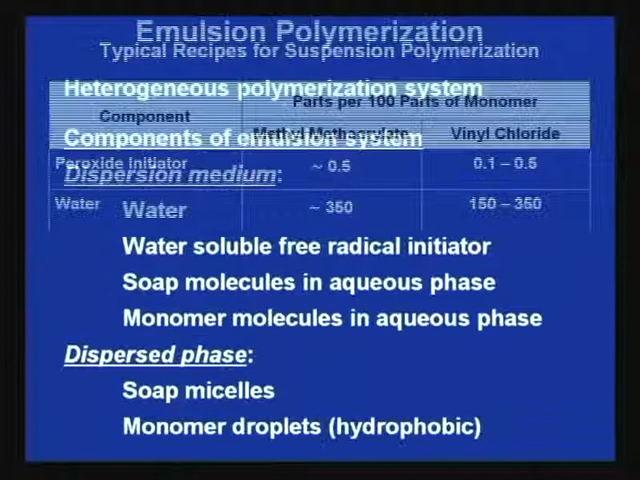 Emulsion Polymerization
Typical Recipes for Suspension Polymerization
Heterogeneous polymerization system
Parts per 100 Parts of Monomer
Component
Components of emulsion system
Methyl Methacrylate
Vinyl Chloride
Peroxide Initiator
~ 0.5
0.1 – 0.5
Dispersion medium:
Water
~ 350
150 – 350
Water
Water soluble free radical initiator
Soap molecules in aqueous phase
Monomer molecules in aqueous phase
Dispersed phase:
Soap micelles
Monomer droplets (hydrophobic)